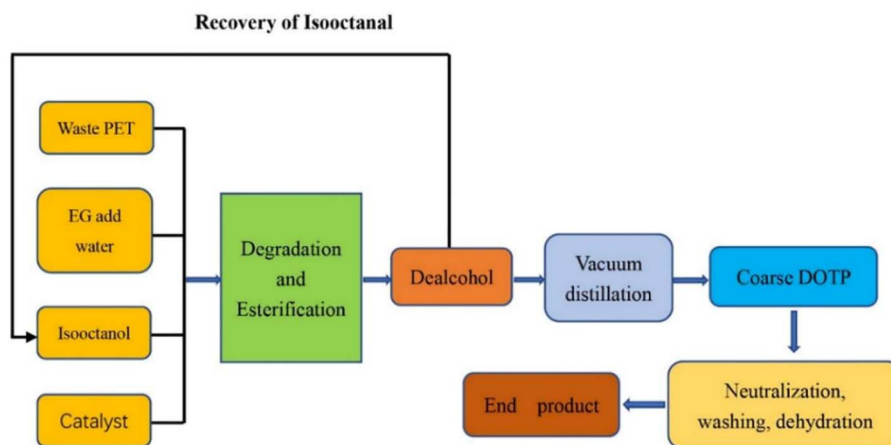 Recovery of Isooctanal
Waste PET
EG add
water
Isooctanol
Catalyst
Degradation
and
Esterification
Dealcohol
Vacuum
distillation
Coarse DOTP
Neutralization,
washing, dehydration
End product